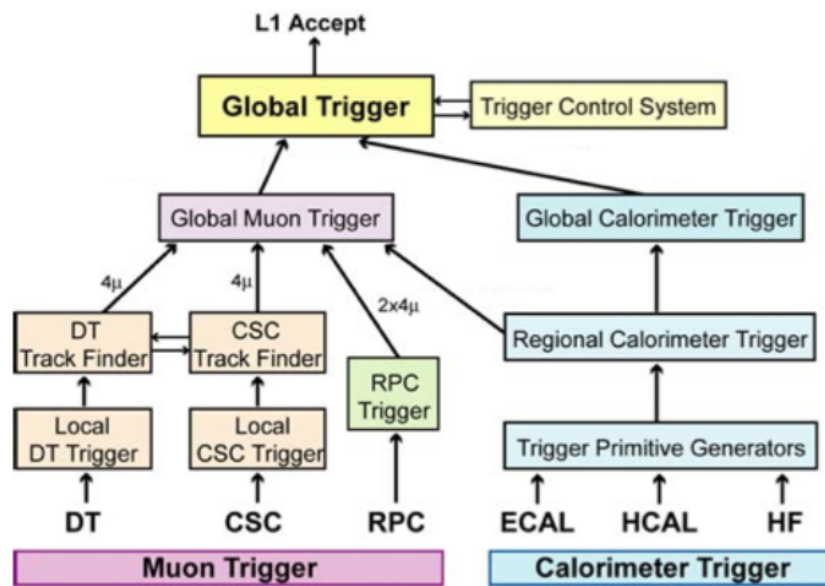 L1 Accept
Global Trigger
Trigger Control System
Global Muon Trigger
Global Calorimeter Trigger
4μ
4μ
2x4μ
DT
Track Finder
CSC
Track Finder
Regional Calorimeter Trigger
RPC
Trigger
Local
DT Trigger
Local
CSC Trigger
Trigger Primitive Generators
DT
CSC
RPC
ECAL
HCAL
HF
Muon Trigger
Calorimeter Trigger